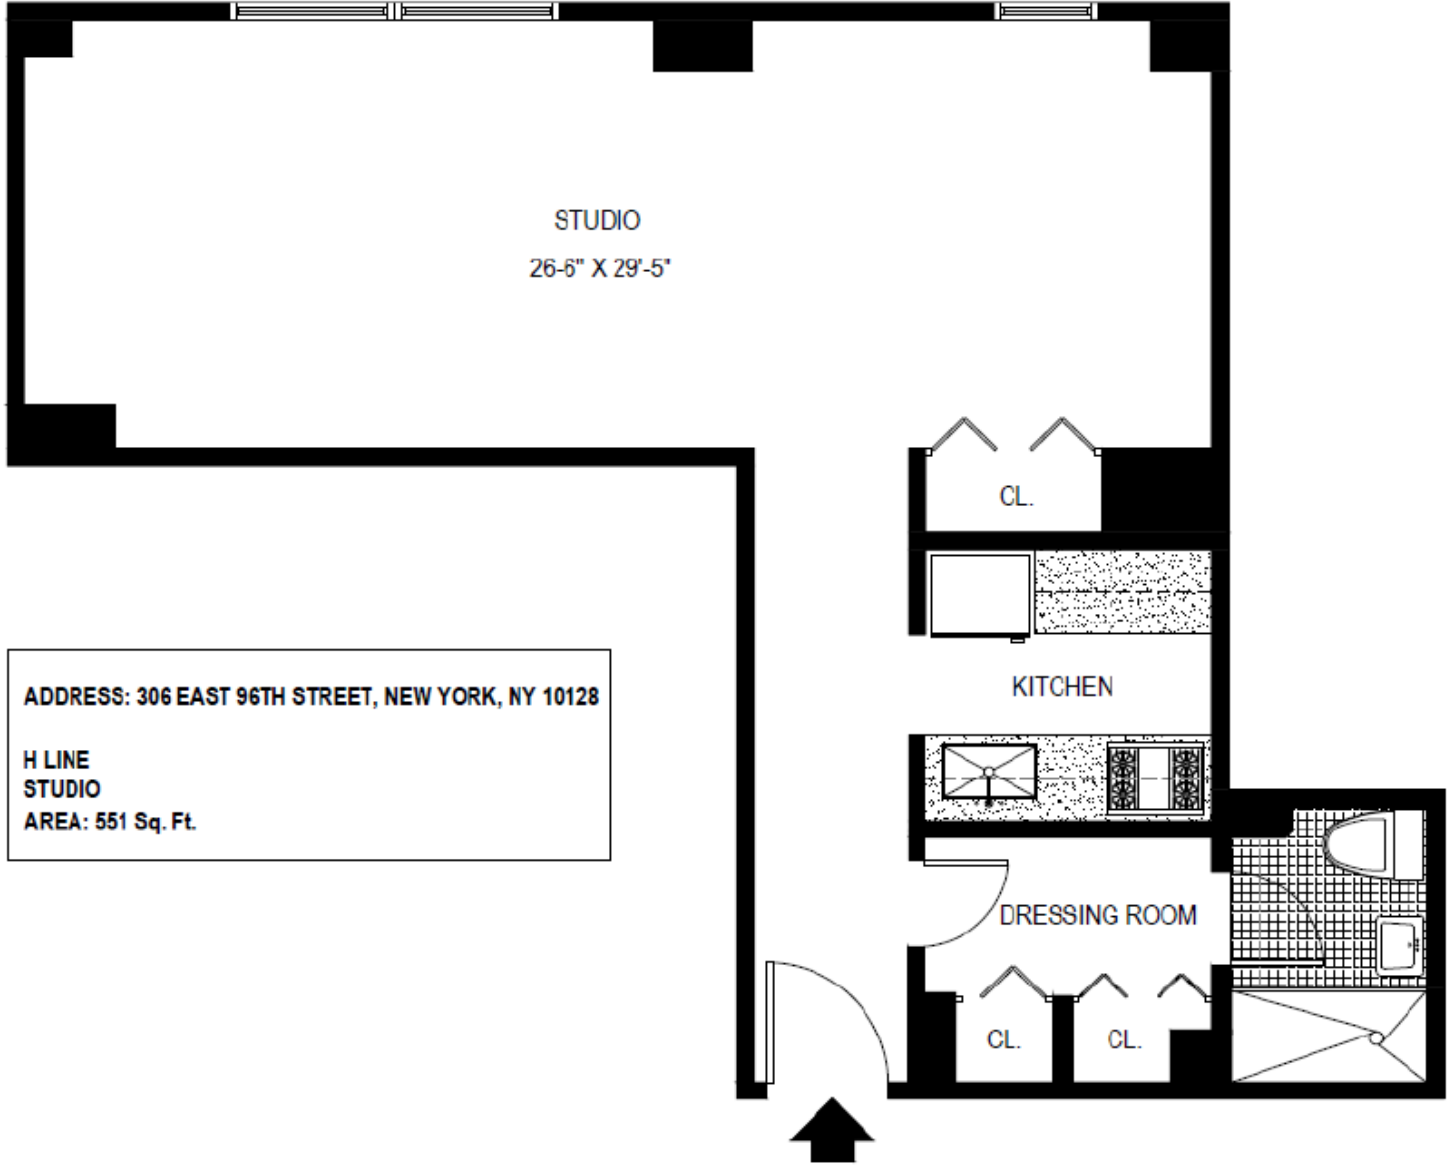 STUDIO
26-6" X 29'-5"
CL.
KITCHEN
ADDRESS: 306 EAST 96TH STREET, NEW YORK, NY 10128
H LINE
STUDIO
AREA: 551 Sq. Ft.
DRESSING ROOM
CL.
CL.